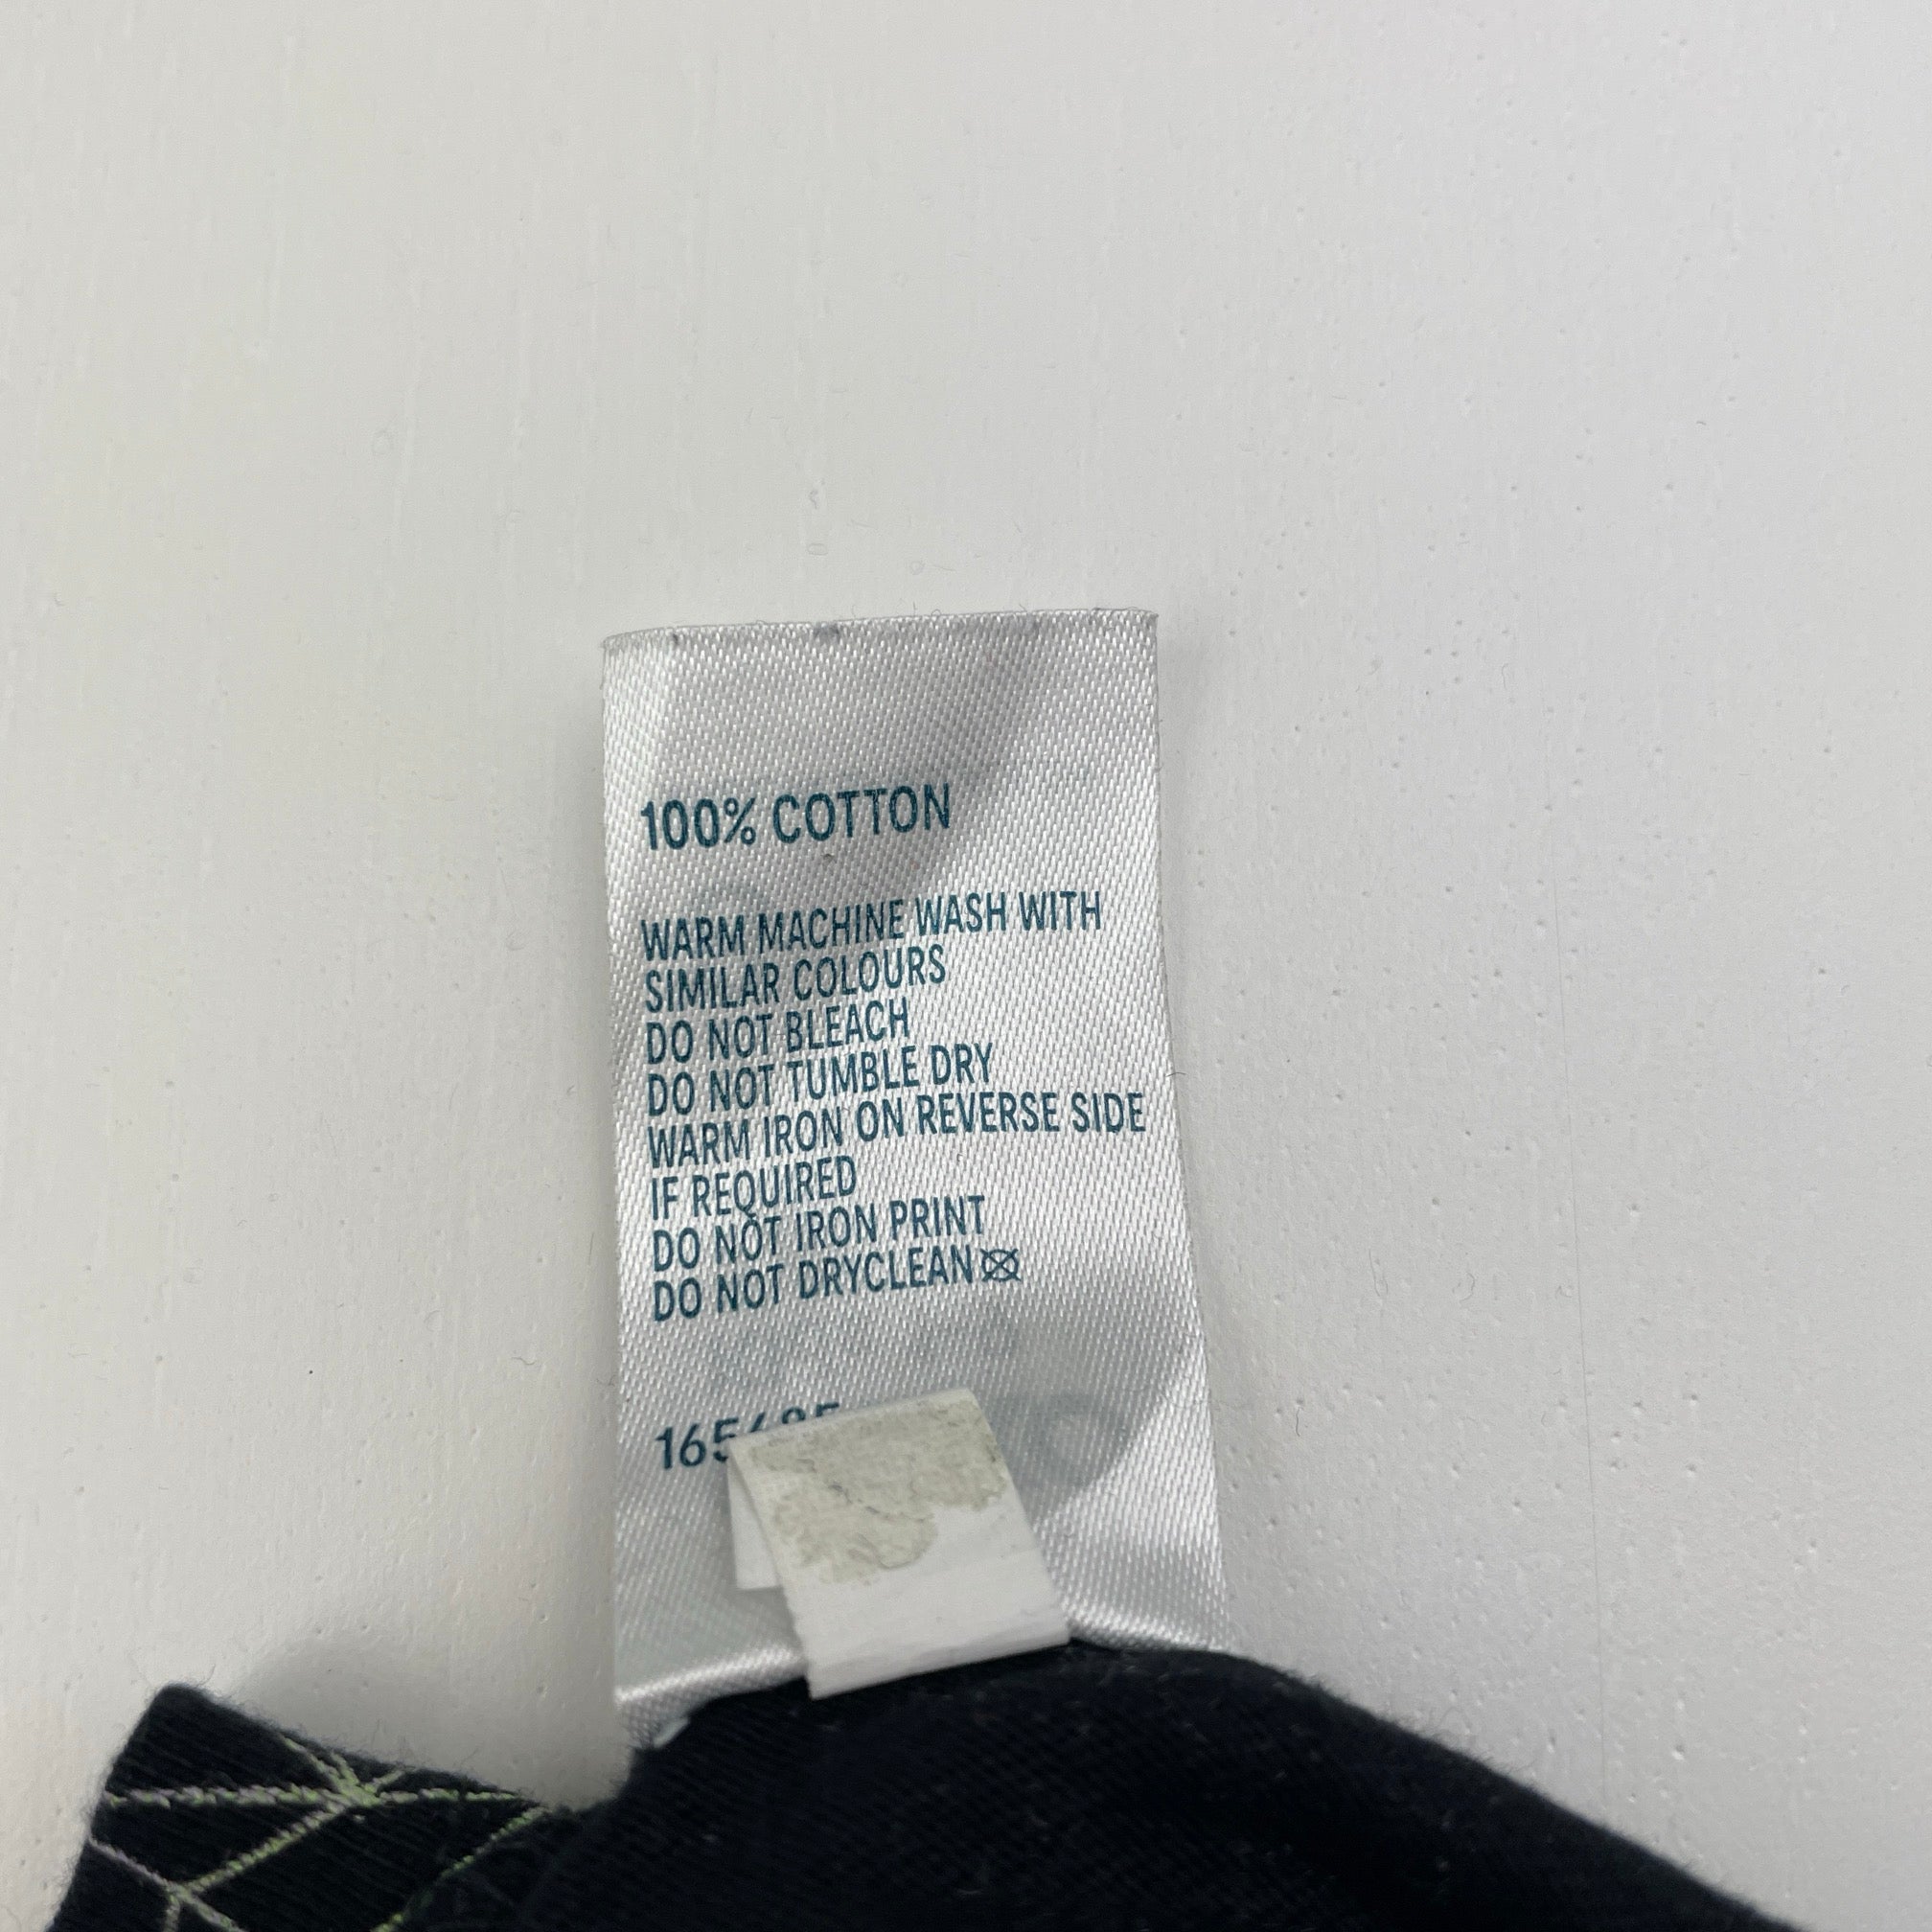 100% COTTON
WARM MACHINE WASH WITH
SIMILAR COLOURS
DO NOT BLEACH
DO NOT TUMBLE DRY
WARM IRON ON REVERSE SIDE
IF REQUIRED
DO NOT IRON PRINT
DO NOT DRYCLEAN